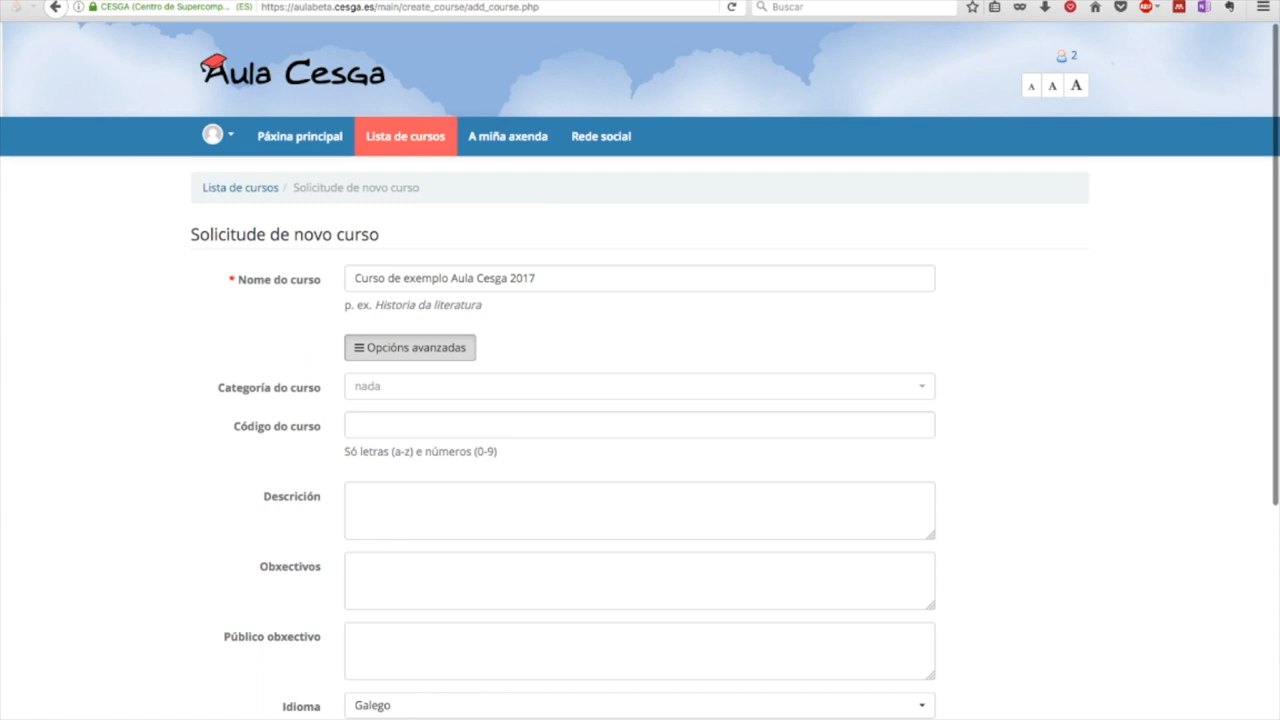 CESGA (Centro de Supercomp... (ES) https://aulabeta.cesga.es/main/create_course/add_course.php Buscar
Aula Cesga
2
A A A
Páxina principal Lista de cursos A miña axenda Rede social
Lista de cursos / Solicitude de novo curso
Solicitude de novo curso
* Nome do curso Curso de exemplo Aula Cesga 2017
p. ex. Historia da literatura
Opcións avanzadas
Categoría do curso nada
Código do curso
Só letras (a-z) e números (0-9)
Descrición
Obxectivos
Público obxectivo
Idioma Galego